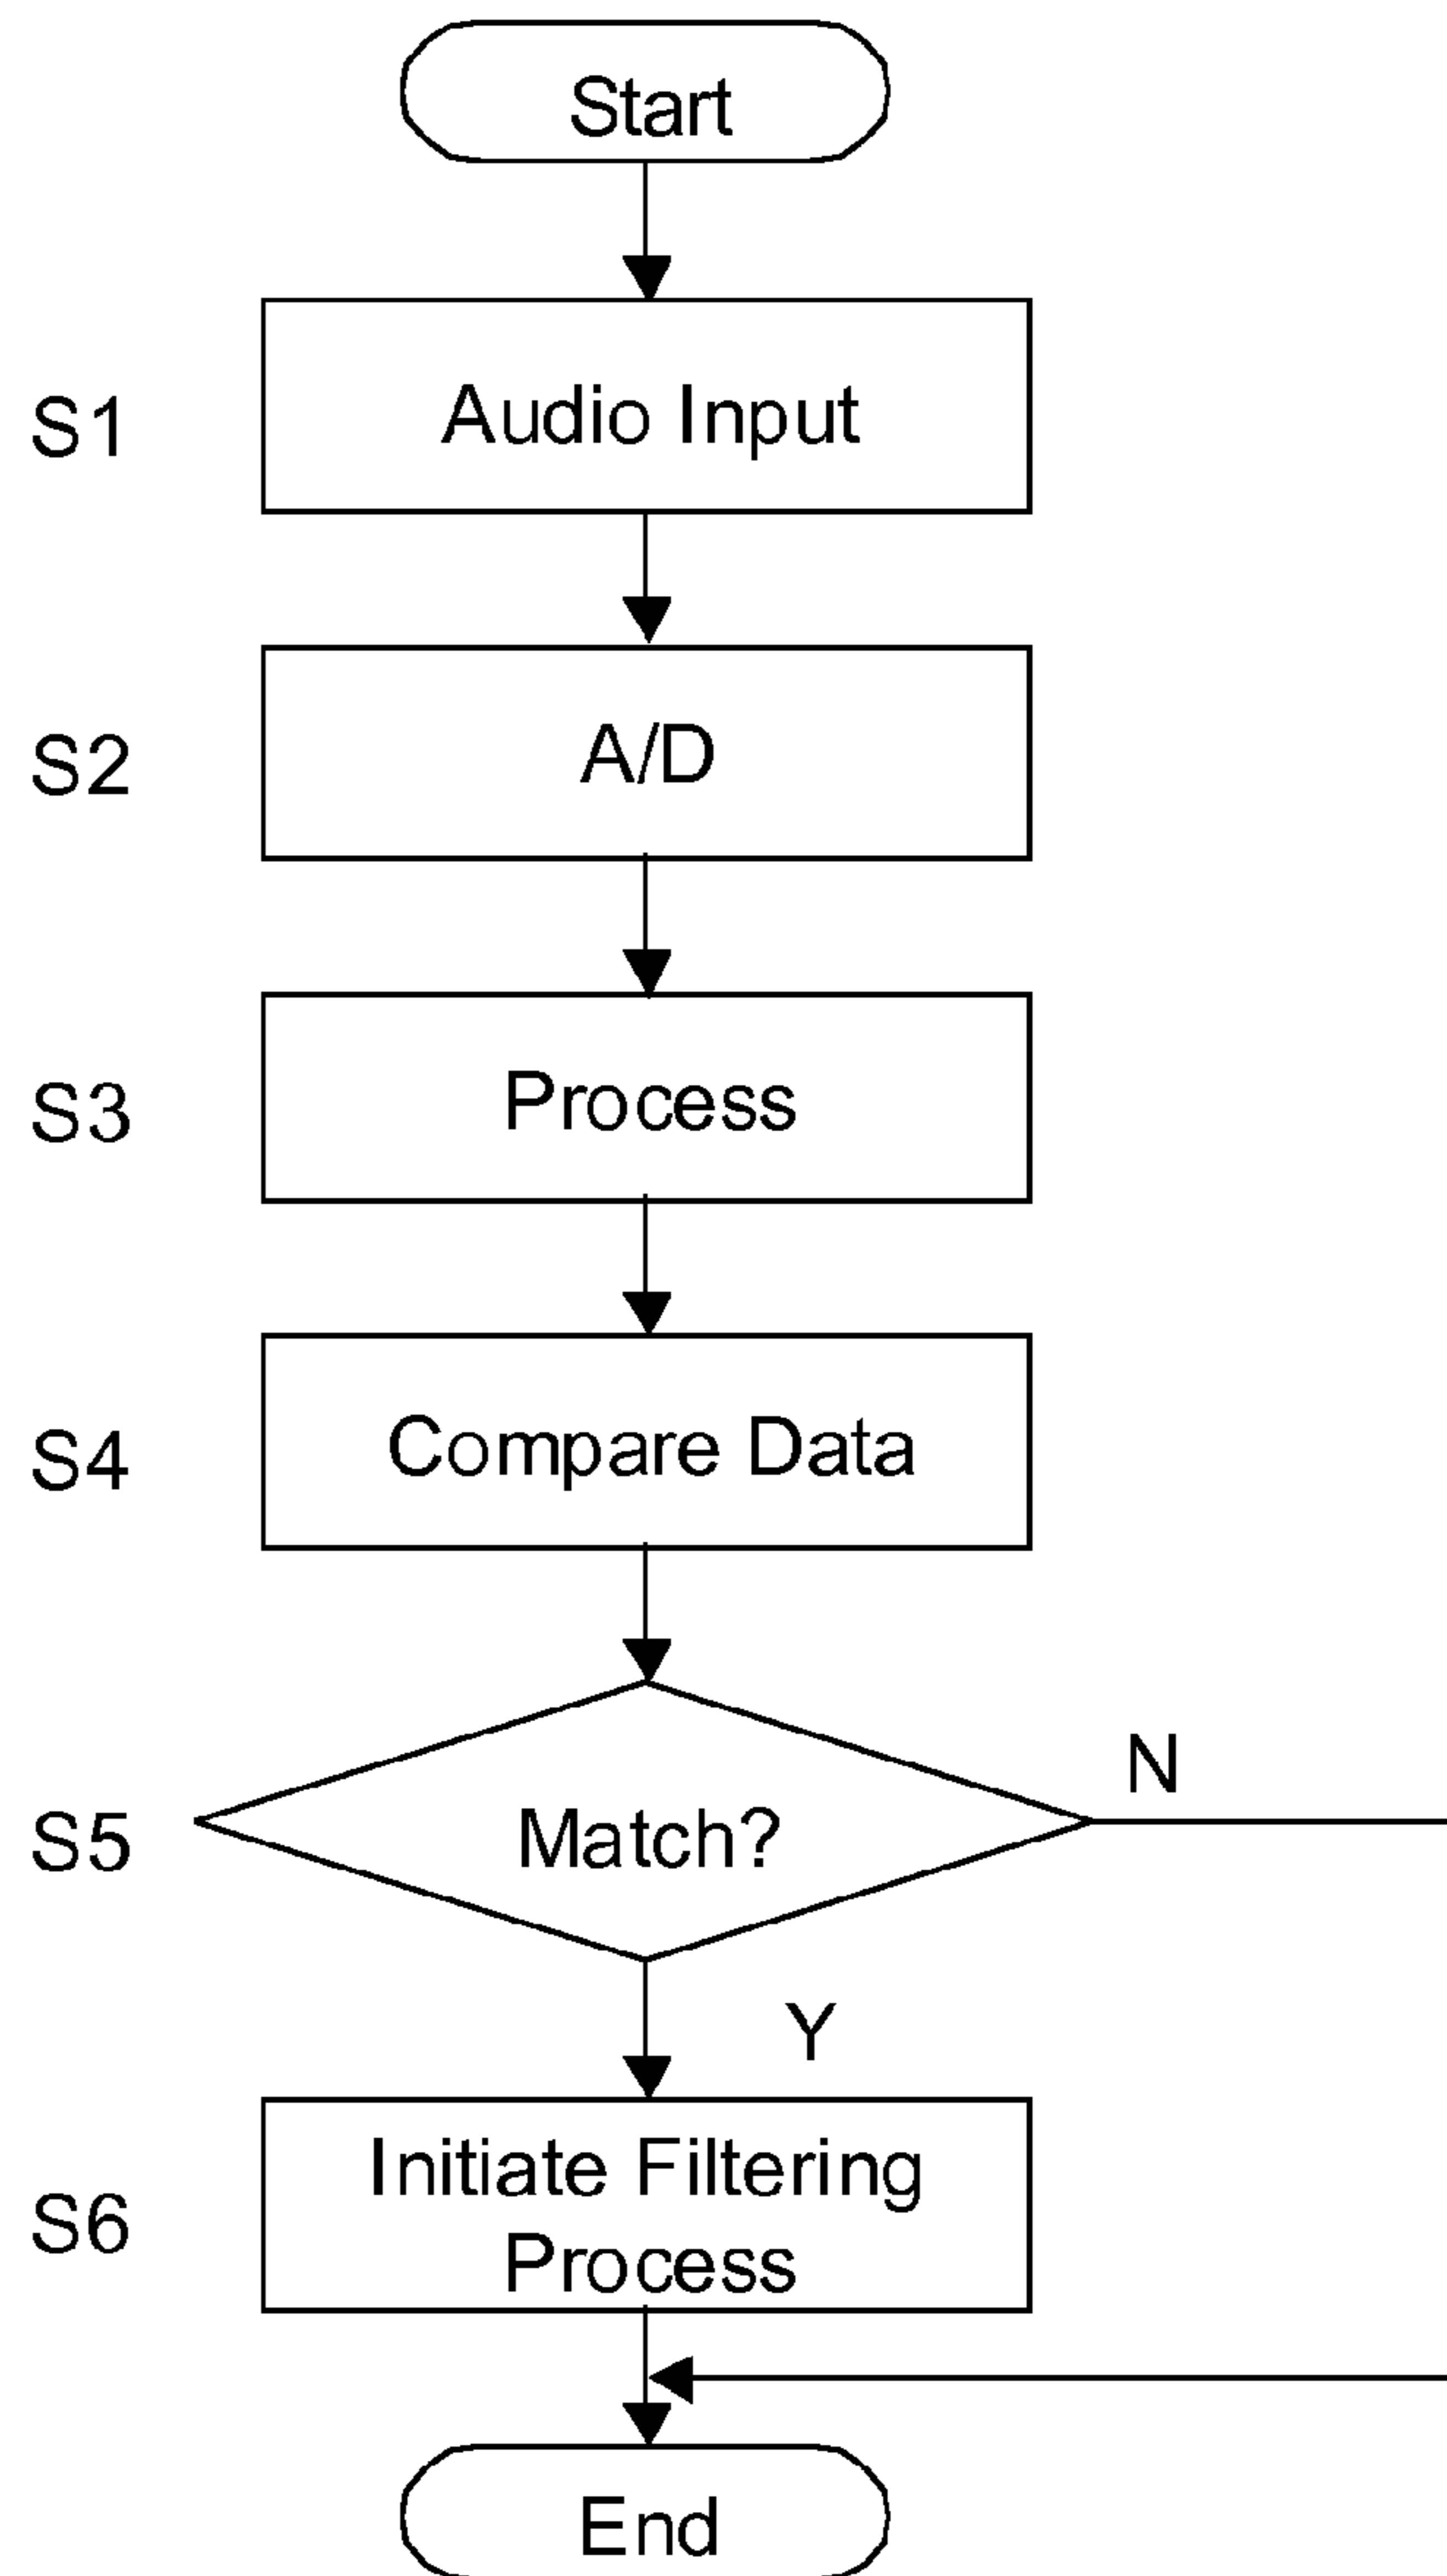 Start
S1
Audio Input
S2
A/D
S3
Process
S4
Compare Data
S5
Match?
N
Y
S6
Initiate Filtering
Process
End